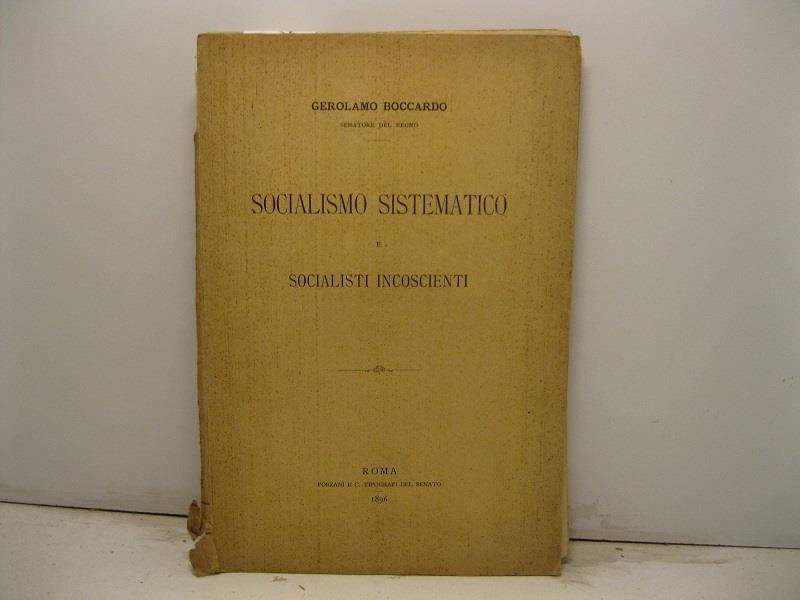 GEROLAMO BOCCARDO
SENATORE DEL REGNO
SOCIALISMO SISTEMATICO
E
SOCIALISTI INCOSCIENTI
ROMA
FORZANI E C., TIPOGRAFI DEL SENATO
1896